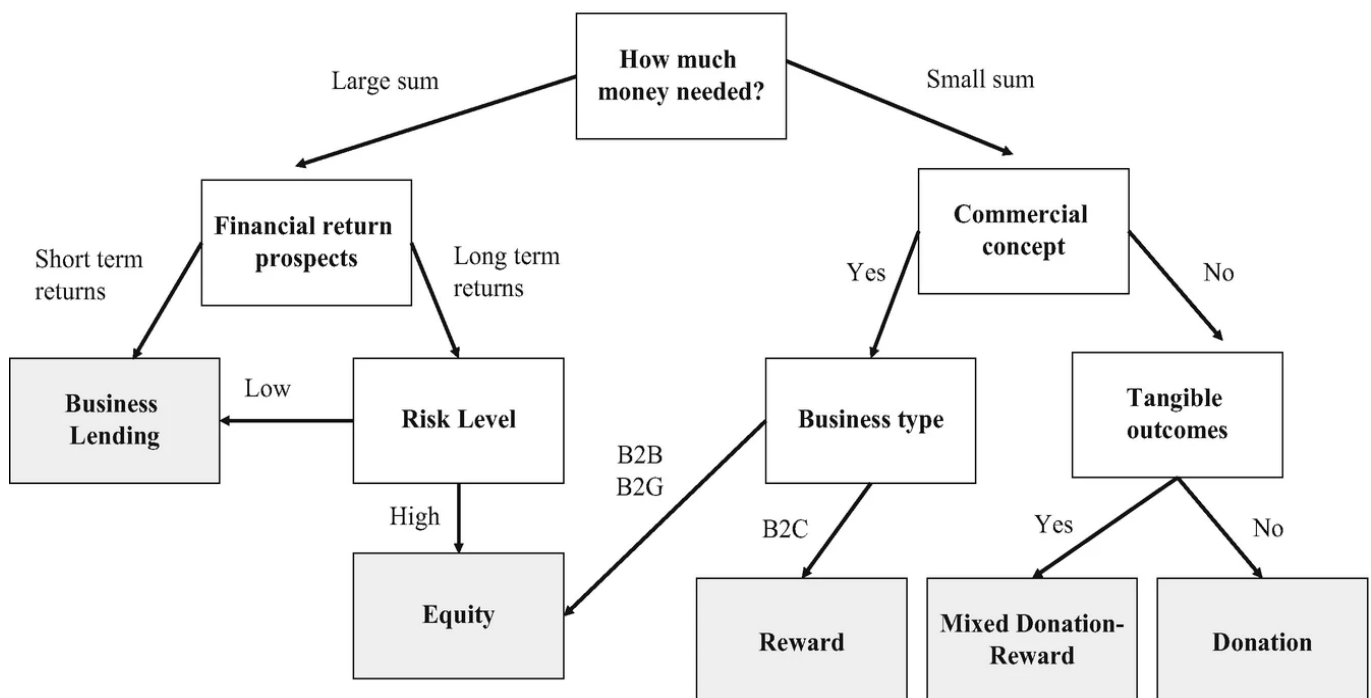 How much
money needed?
Large sum
Small sum
Financial return
prospects
Commercial
concept
Short term
returns
Long term
returns
Yes
No
Business
Lending
Low
Risk Level
Business type
Tangible
outcomes
B2B
B2G
High
B2C
Yes
No
Equity
Reward
Mixed Donation-
Reward
Donation